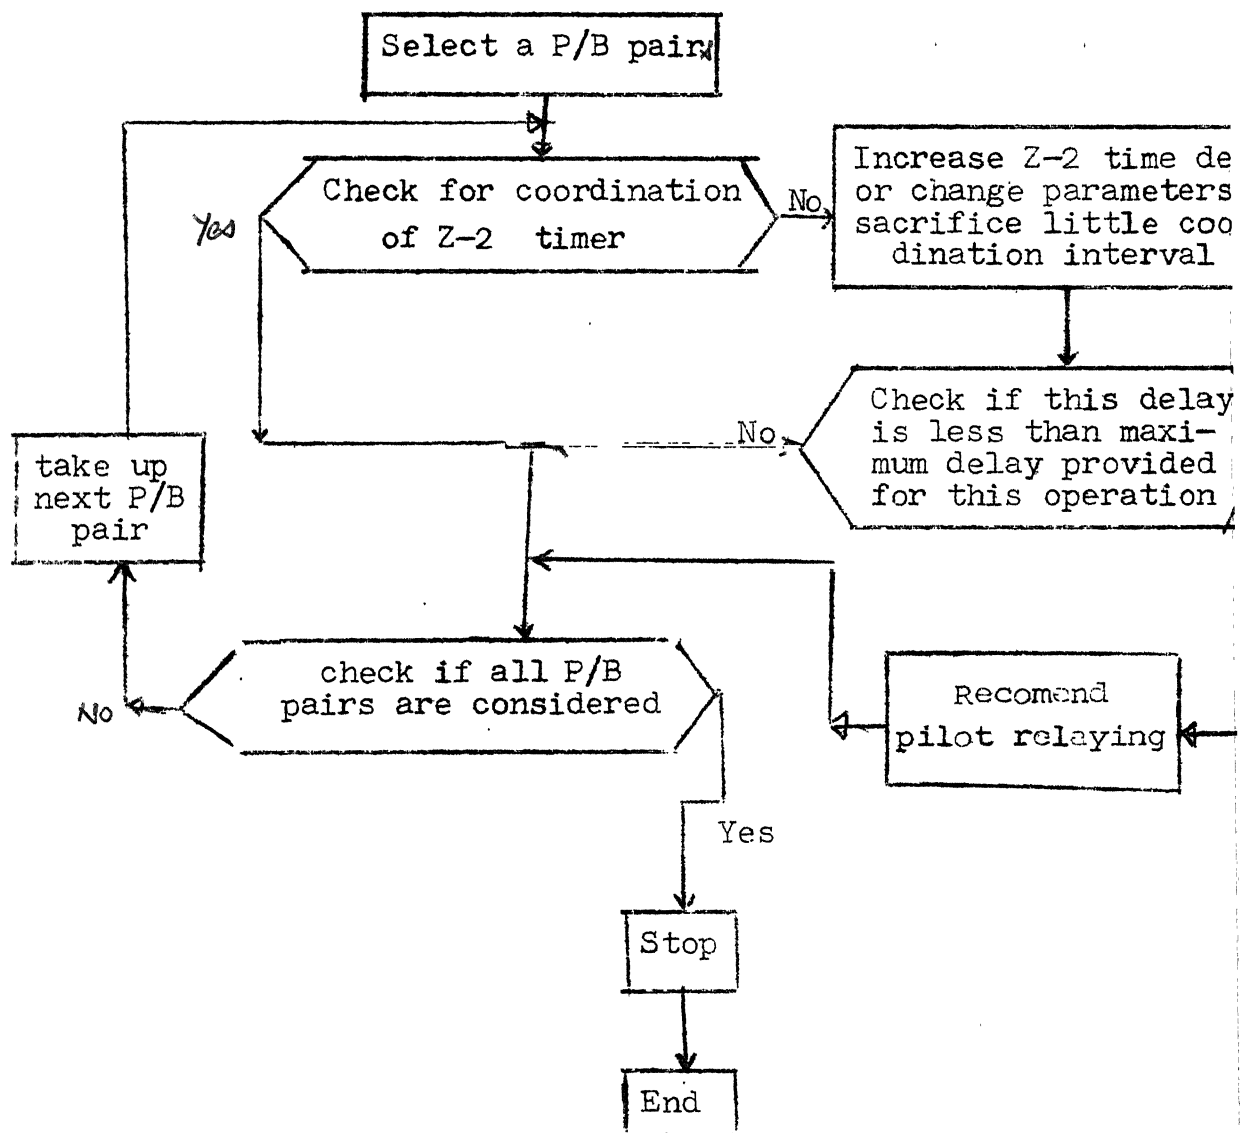 Select a P/B pair
Check for coordination
of Z-2 timer
Yes
No
Increase Z-2 time de
or change parameters
sacrifice little coo
dination interval
Check if this delay
is less than maxi-
mum delay provided
for this operation
No
take up
next P/B
pair
check if all P/B
pairs are considered
No
Recomend
pilot relaying
Yes
Stop
End